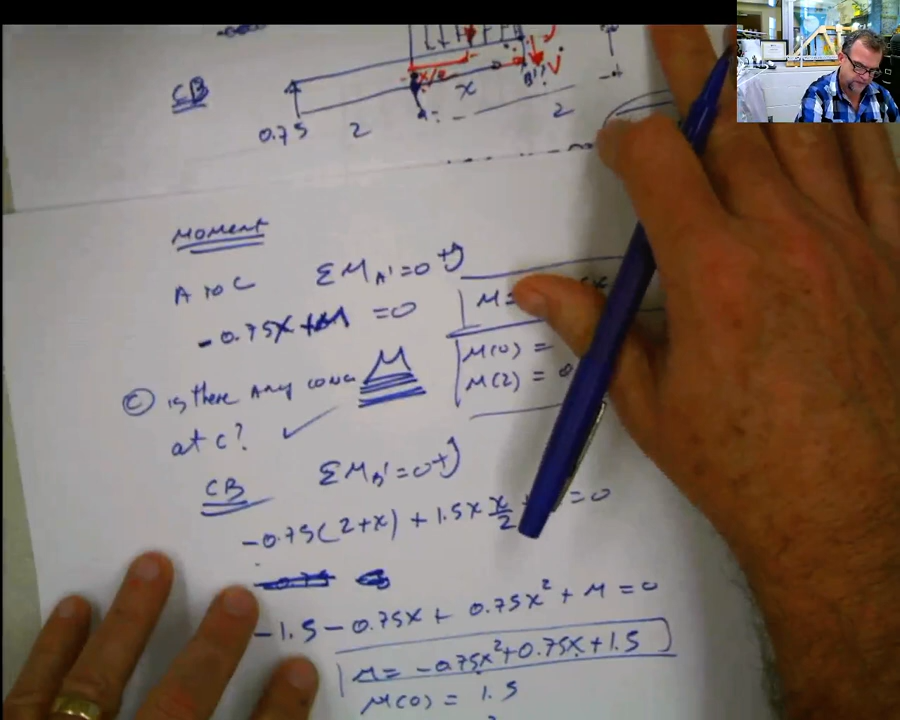 CB
x/2
x
B'
V
0.75
2
2
MOMENT
A TO C ΣM_A' = 0 +
-0.75x + M = 0
M =
M(0) =
M(2) =
© is there any conc M
at C? ✓
CB ΣM_B' = 0 +
-0.75(2+x) + 1.5x x/2 = 0
-1.5 - 0.75x + 0.75x² + M = 0
M = -0.75x² + 0.75x + 1.5
M(0) = 1.5